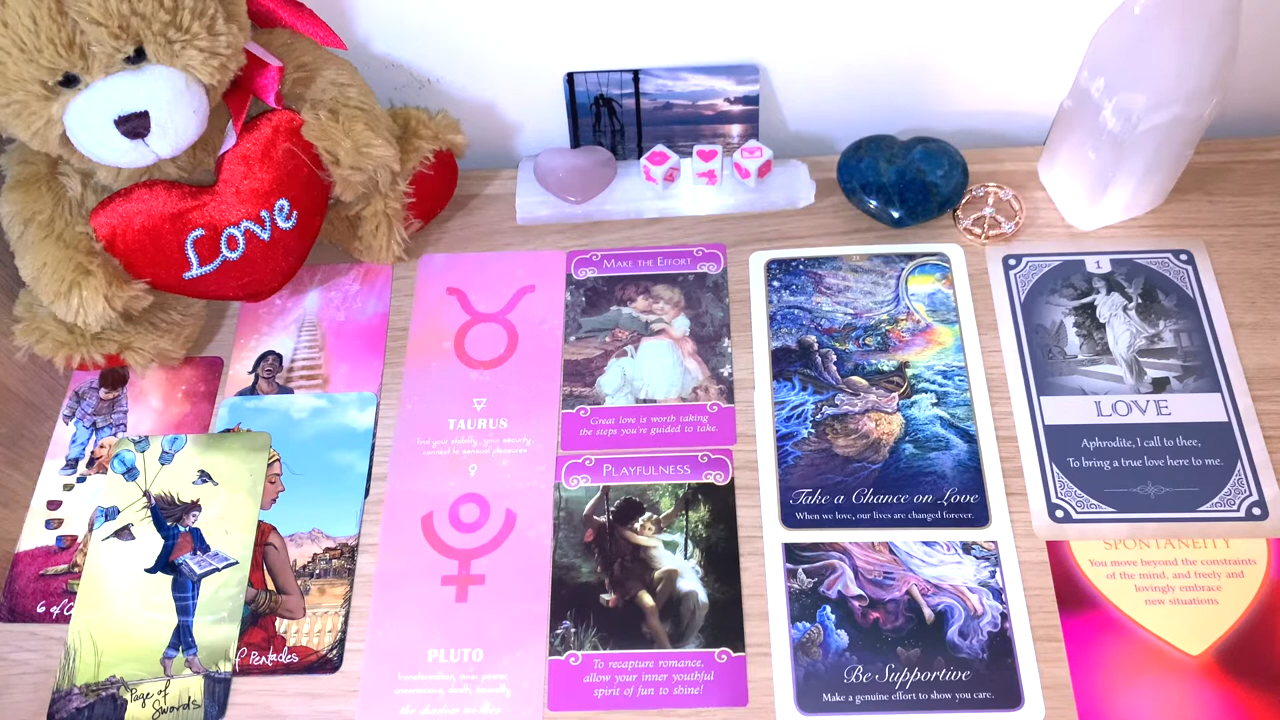 Love
6 of C
Page of
Swords
f Pentacles
TAURUS
find your stability, your security,
connect to sensual pleasures
PLUTO
transformation, inner power,
death,
MAKE THE EFFORT
Great love is worth taking
the steps you're guided to take.
PLAYFULNESS
To recapture romance,
allow your inner youthful
spirit of fun to shine!
21
Take a Chance on Love
When we love, our lives are changed forever.
Be Supportive
Make a genuine effort to show you care.
1
LOVE
Aphrodite, I call to thee,
To bring a true love here to me.
SPONTANEITY
You move beyond the constraints
of the mind, and freely and
lovingly embrace
new situations